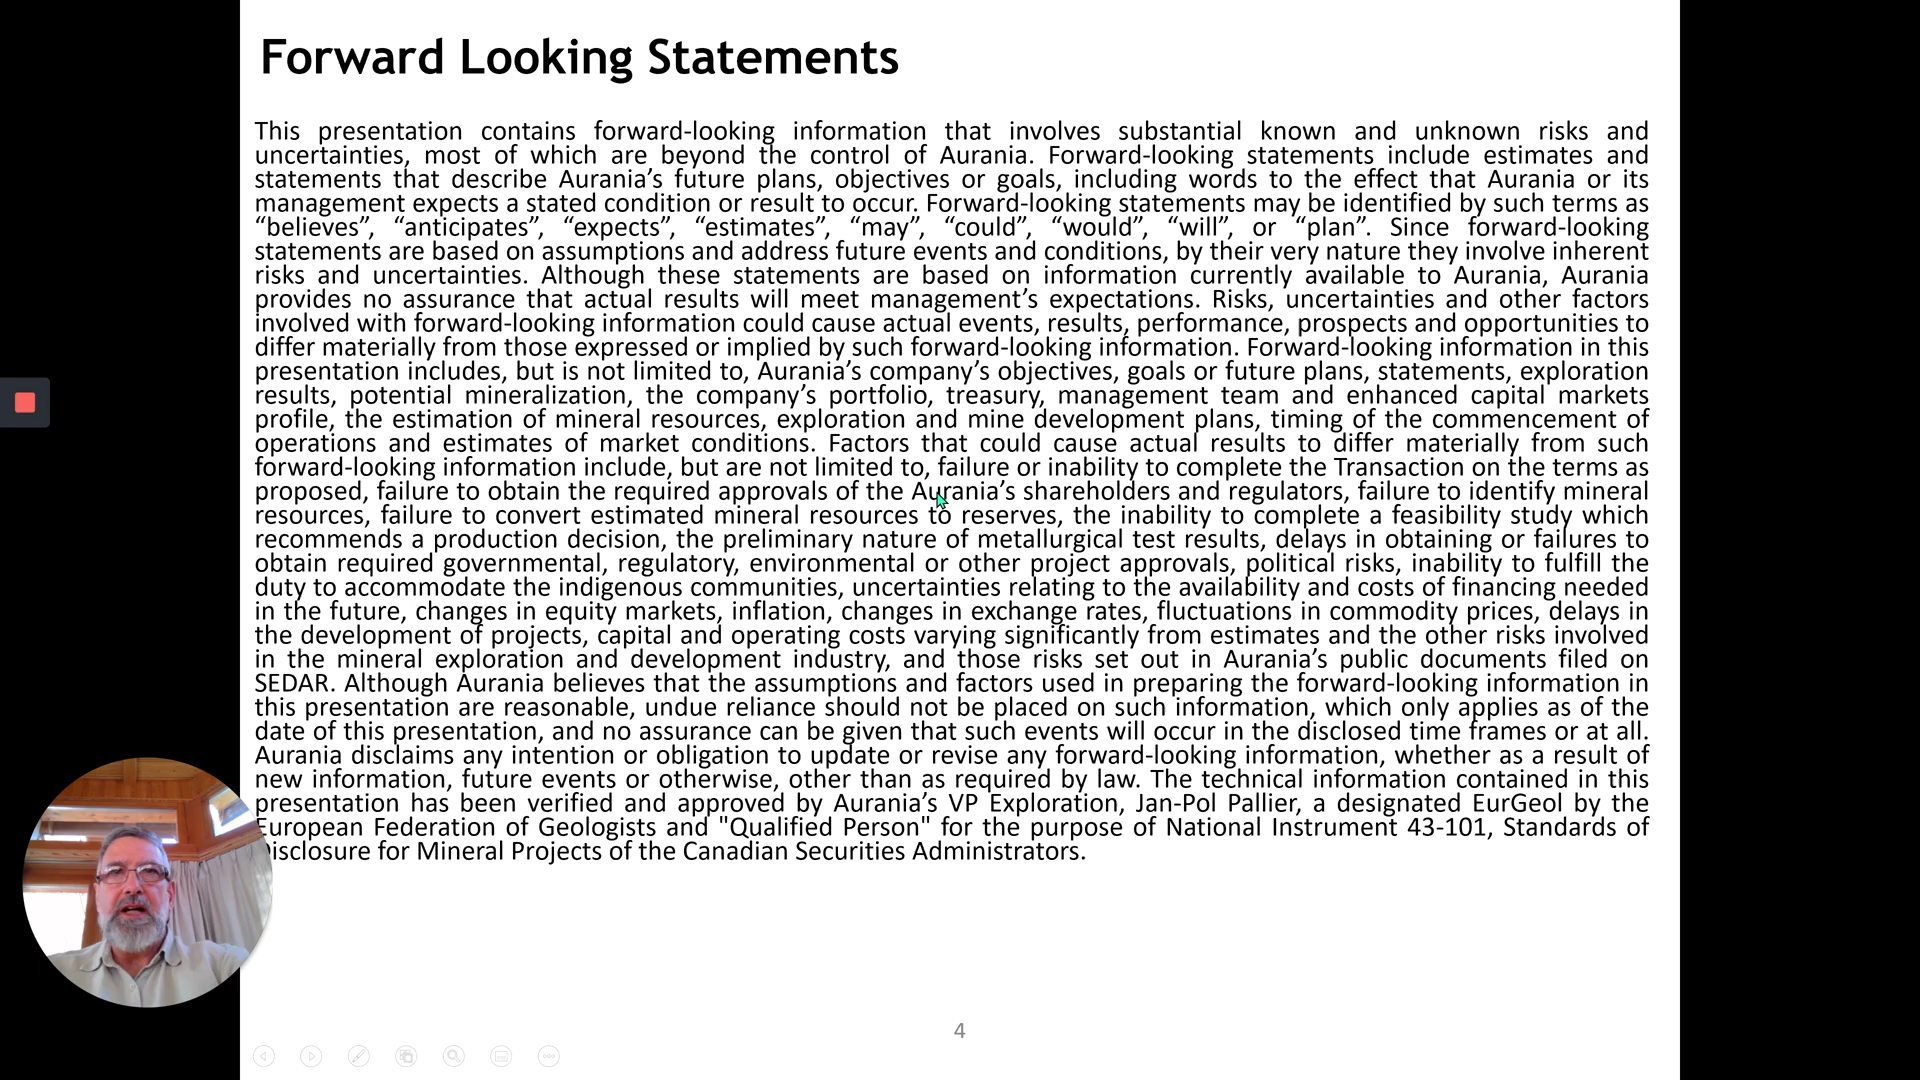 Forward Looking Statements
This presentation contains forward-looking information that involves substantial known and unknown risks and
uncertainties, most of which are beyond the control of Aurania. Forward-looking statements include estimates and
statements that describe Aurania’s future plans, objectives or goals, including words to the effect that Aurania or its
management expects a stated condition or result to occur. Forward-looking statements may be identified by such terms as
“believes”, “anticipates”, “expects”, “estimates”, “may”, “could”, “would”, “will”, or “plan”. Since forward-looking
statements are based on assumptions and address future events and conditions, by their very nature they involve inherent
risks and uncertainties. Although these statements are based on information currently available to Aurania, Aurania
provides no assurance that actual results will meet management’s expectations. Risks, uncertainties and other factors
involved with forward-looking information could cause actual events, results, performance, prospects and opportunities to
differ materially from those expressed or implied by such forward-looking information. Forward-looking information in this
presentation includes, but is not limited to, Aurania’s company’s objectives, goals or future plans, statements, exploration
results, potential mineralization, the company’s portfolio, treasury, management team and enhanced capital markets
profile, the estimation of mineral resources, exploration and mine development plans, timing of the commencement of
operations and estimates of market conditions. Factors that could cause actual results to differ materially from such
forward-looking information include, but are not limited to, failure or inability to complete the Transaction on the terms as
proposed, failure to obtain the required approvals of the Aurania’s shareholders and regulators, failure to identify mineral
resources, failure to convert estimated mineral resources to reserves, the inability to complete a feasibility study which
recommends a production decision, the preliminary nature of metallurgical test results, delays in obtaining or failures to
obtain required governmental, regulatory, environmental or other project approvals, political risks, inability to fulfill the
duty to accommodate the indigenous communities, uncertainties relating to the availability and costs of financing needed
in the future, changes in equity markets, inflation, changes in exchange rates, fluctuations in commodity prices, delays in
the development of projects, capital and operating costs varying significantly from estimates and the other risks involved
in the mineral exploration and development industry, and those risks set out in Aurania’s public documents filed on
SEDAR. Although Aurania believes that the assumptions and factors used in preparing the forward-looking information in
this presentation are reasonable, undue reliance should not be placed on such information, which only applies as of the
date of this presentation, and no assurance can be given that such events will occur in the disclosed time frames or at all.
Aurania disclaims any intention or obligation to update or revise any forward-looking information, whether as a result of
new information, future events or otherwise, other than as required by law. The technical information contained in this
presentation has been verified and approved by Aurania’s VP Exploration, Jan-Pol Pallier, a designated EurGeol by the
European Federation of Geologists and "Qualified Person" for the purpose of National Instrument 43-101, Standards of
Disclosure for Mineral Projects of the Canadian Securities Administrators.
4